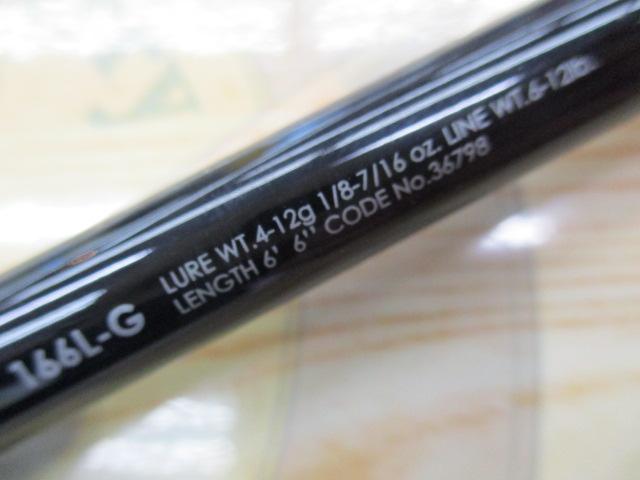 166L-G
LURE WT.4-12g 1/8-7/16 oz. LINE WT.6-12lb.
LENGTH 6' 6" CODE No.36798